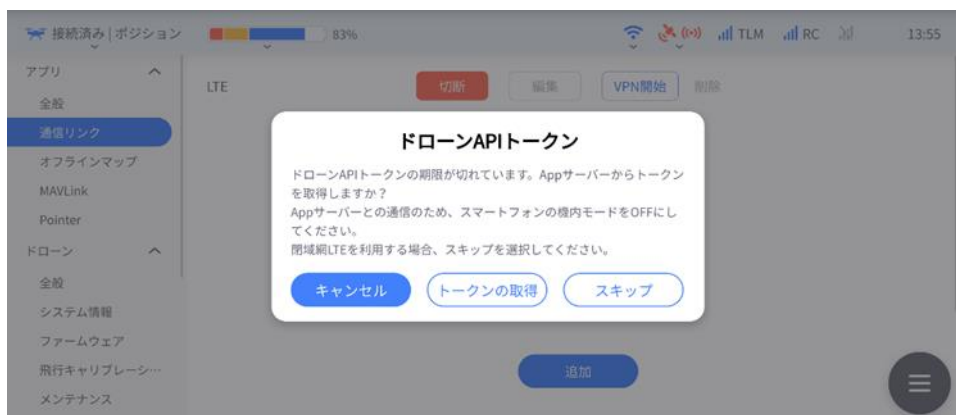 接続済み | ポジション
83%
TLM
RC
13:55
アプリ
全般
通信リンク
オフラインマップ
MAVLink
Pointer
ドローン
全般
システム情報
ファームウェア
飛行キャリブレーシ…
メンテナンス
LTE
切断
編集
VPN開始
削除
ドローンAPIトークン
ドローンAPIトークンの期限が切れています。Appサーバーからトークン
を取得しますか？
Appサーバーとの通信のため、スマートフォンの機内モードをOFFにし
てください。
閉域網LTEを利用する場合、スキップを選択してください。
キャンセル
トークンの取得
スキップ
追加